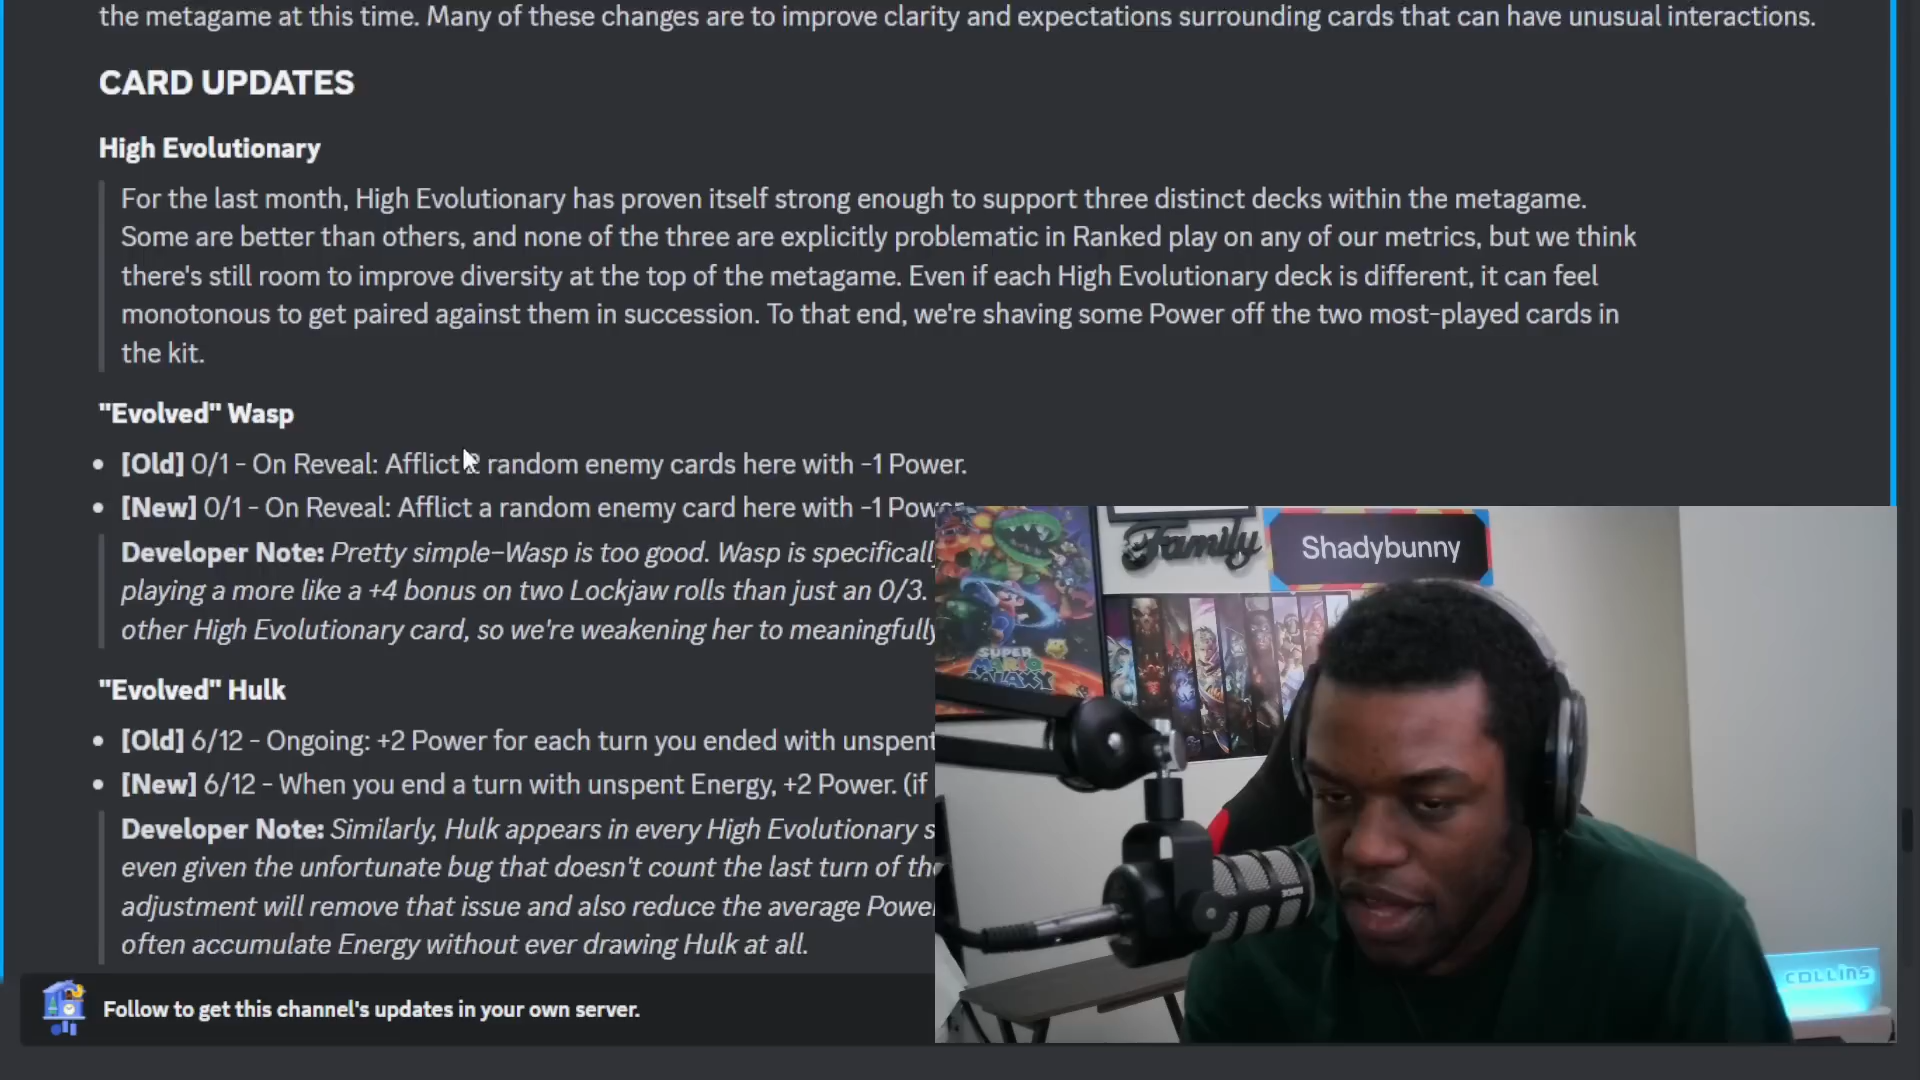 the metagame at this time. Many of these changes are to improve clarity and expectations surrounding cards that can have unusual interactions.
CARD UPDATES
High Evolutionary
For the last month, High Evolutionary has proven itself strong enough to support three distinct decks within the metagame.
Some are better than others, and none of the three are explicitly problematic in Ranked play on any of our metrics, but we think
there's still room to improve diversity at the top of the metagame. Even if each High Evolutionary deck is different, it can feel
monotonous to get paired against them in succession. To that end, we're shaving some Power off the two most-played cards in
the kit.
"Evolved" Wasp
• [Old] 0/1 - On Reveal: Afflict random enemy cards here with -1 Power.
• [New] 0/1 - On Reveal: Afflict a random enemy card here with -1 Power
Developer Note: Pretty simple–Wasp is too good. Wasp is specifically
playing a more like a +4 bonus on two Lockjaw rolls than just an 0/3.
other High Evolutionary card, so we're weakening her to meaningfully
"Evolved" Hulk
• [Old] 6/12 - Ongoing: +2 Power for each turn you ended with unspent
• [New] 6/12 - When you end a turn with unspent Energy, +2 Power. (if
Developer Note: Similarly, Hulk appears in every High Evolutionary
even given the unfortunate bug that doesn't count the last turn of
adjustment will remove that issue and also reduce the average Power
often accumulate Energy without ever drawing Hulk at all.
Follow to get this channel's updates in your own server.
Family
Shadybunny
SUPER
MARIO
GALAXY
COLLINS